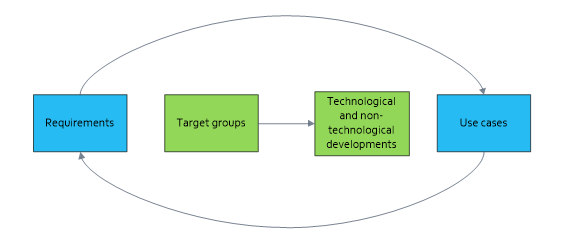 Requirements
Target groups
Technological
and non-
technological
developments
Use cases